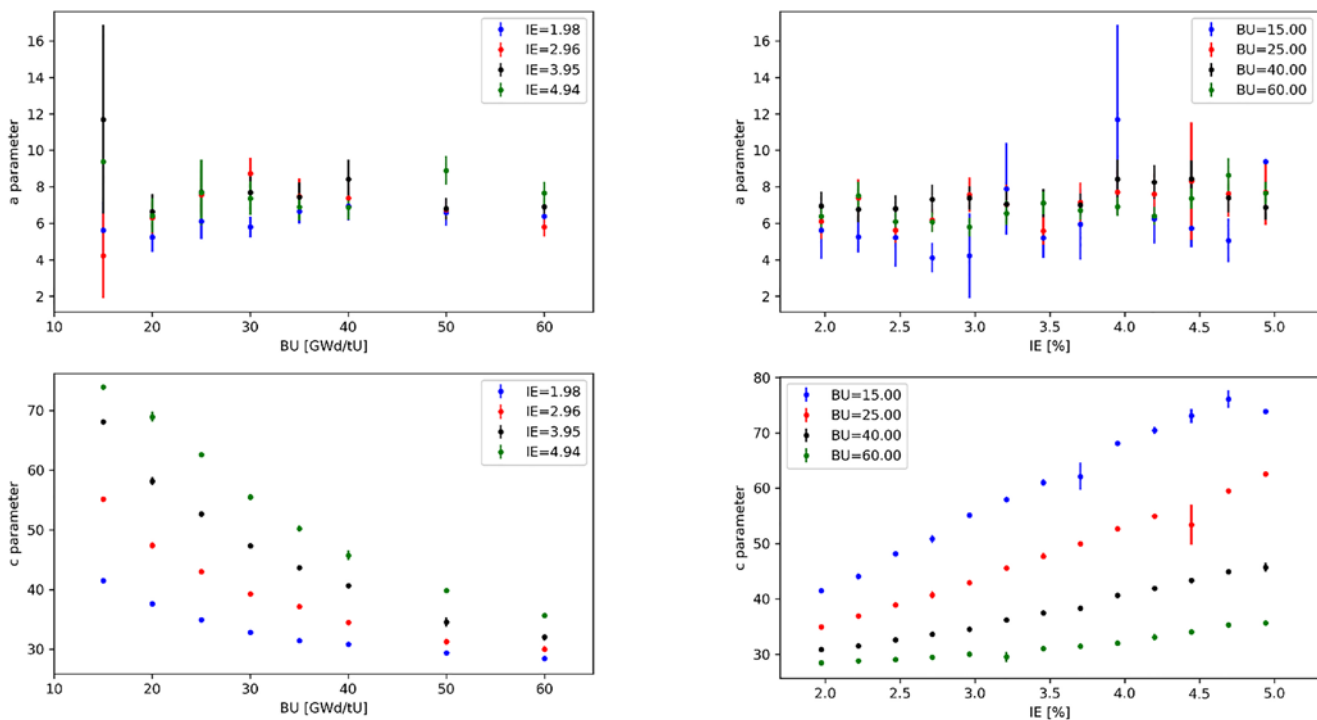 a parameter
16
14
12
10
8
6
4
2
10 20 30 40 50 60
BU [GWd/tU]
IE=1.98
IE=2.96
IE=3.95
IE=4.94
a parameter
16
14
12
10
8
6
4
2
2.0 2.5 3.0 3.5 4.0 4.5 5.0
IE [%]
BU=15.00
BU=25.00
BU=40.00
BU=60.00
c parameter
70
60
50
40
30
10 20 30 40 50 60
BU [GWd/tU]
IE=1.98
IE=2.96
IE=3.95
IE=4.94
c parameter
80
70
60
50
40
30
2.0 2.5 3.0 3.5 4.0 4.5 5.0
IE [%]
BU=15.00
BU=25.00
BU=40.00
BU=60.00